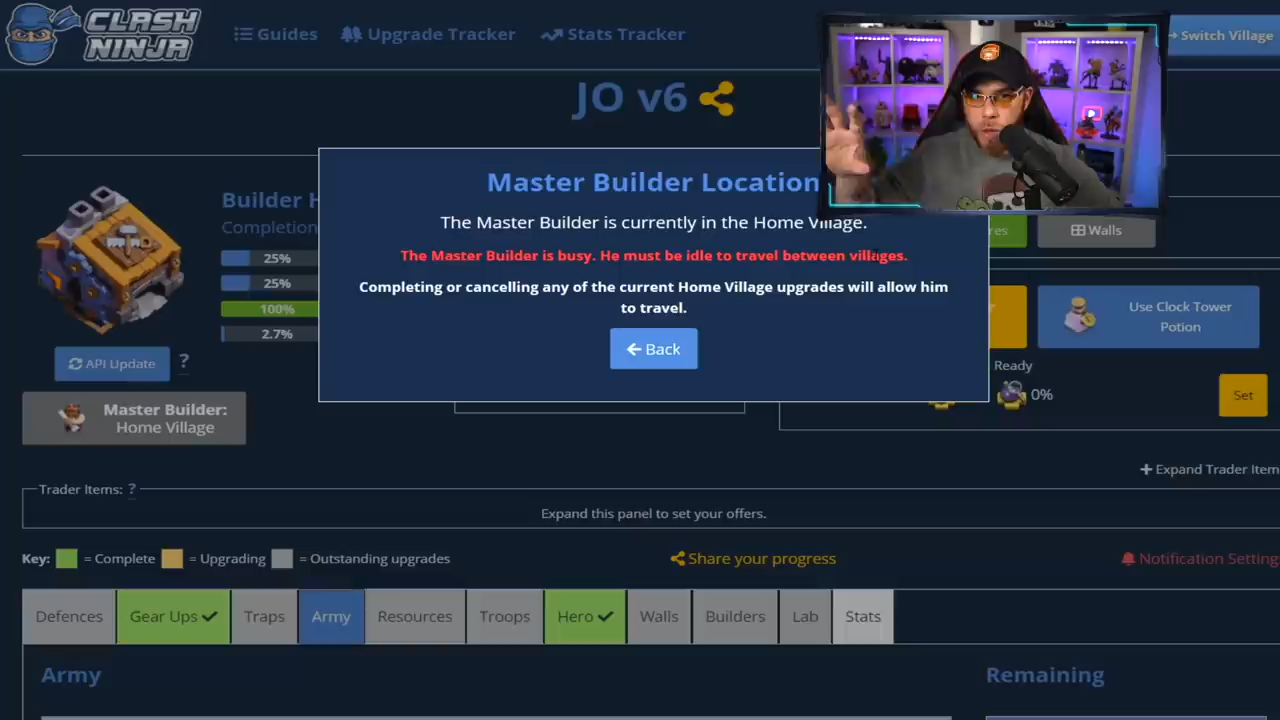 CLASH
NINJA
Guides
Upgrade Tracker
Stats Tracker
Switch Village
JO v6
Master Builder Location
The Master Builder is currently in the Home Village.
The Master Builder is busy. He must be idle to travel between villages.
Completing or cancelling any of the current Home Village upgrades will allow him
to travel.
Back
Builder H
Completion
25%
25%
100%
2.7%
API Update ?
Master Builder:
Home Village
res
Walls
Use Clock Tower
Potion
Ready
0%
Set
Expand Trader Item
Trader Items: ?
Expand this panel to set your offers.
Key: = Complete = Upgrading = Outstanding upgrades
Share your progress
Notification Setting
Defences
Gear Ups
Traps
Army
Resources
Troops
Hero
Walls
Builders
Lab
Stats
Army
Remaining